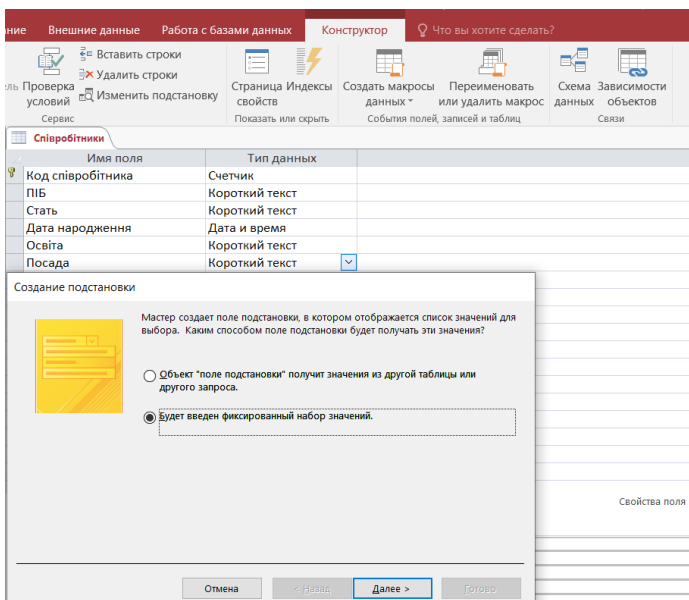 ние Внешние данные Работа с базами данных Конструктор Что вы хотите сделать?
Вставить строки
Удалить строки
Изменить подстановку
ль Проверка условий
Страница свойств
Индексы
Создать макросы данных
Переименовать или удалить макрос
Схема данных
Зависимости объектов
Сервис Показать или скрыть События полей, записей и таблиц Связи
Співробітники
Имя поля Тип данных
Код співробітника Счетчик
ПІБ Короткий текст
Стать Короткий текст
Дата народження Дата и время
Освіта Короткий текст
Посада Короткий текст
Создание подстановки
Мастер создает поле подстановки, в котором отображается список значений для
выбора. Каким способом поле подстановки будет получать эти значения?
Объект "поле подстановки" получит значения из другой таблицы или
другого запроса.
Будет введен фиксированный набор значений.
Свойства поля
Отмена < Назад Далее > Готово